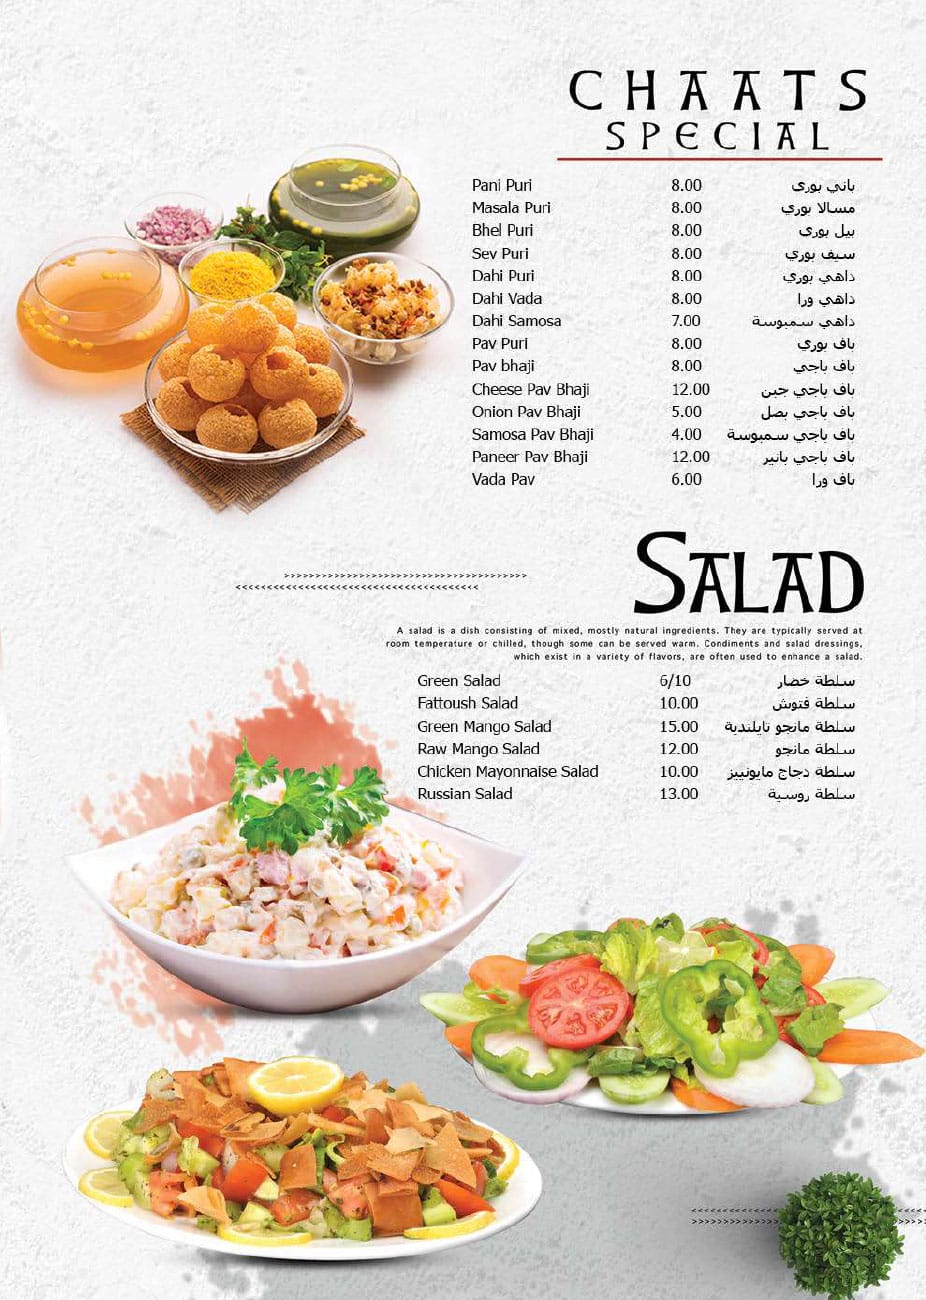 CHAATS
SPECIAL
Pani Puri 8.00 باني بوري
Masala Puri 8.00 مسالا بوري
Bhel Puri 8.00 بيل بوري
Sev Puri 8.00 سيف بوري
Dahi Puri 8.00 داهي بوري
Dahi Vada 8.00 داهي ورا
Dahi Samosa 7.00 داهي سمبوسة
Pav Puri 8.00 باف بوري
Pav bhaji 8.00 باف باجي
Cheese Pav Bhaji 12.00 باف باجي جبن
Onion Pav Bhaji 5.00 باف باجي بصل
Samosa Pav Bhaji 4.00 باف باجي سمبوسة
Paneer Pav Bhaji 12.00 باف باجي بانير
Vada Pav 6.00 باف ورا
SALAD
A salad is a dish consisting of mixed, mostly natural ingredients. They are typically served at
room temperature or chilled, though some can be served warm. Condiments and salad dressings,
which exist in a variety of flavors, are often used to enhance a salad.
Green Salad 6/10 سلطة خضار
Fattoush Salad 10.00 سلطة فتوش
Green Mango Salad 15.00 سلطة مانجو تايلندية
Raw Mango Salad 12.00 سلطة مانجو
Chicken Mayonnaise Salad 10.00 سلطة دجاج مايونييز
Russian Salad 13.00 سلطة روسية